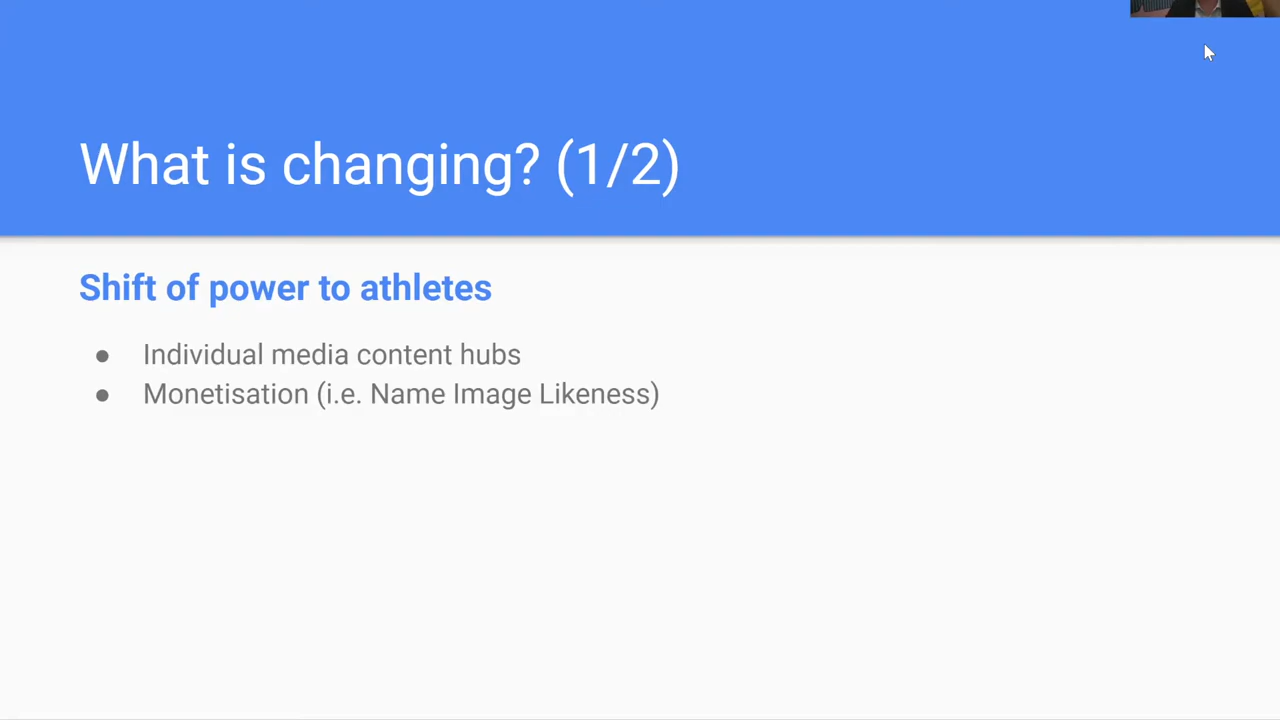 What is changing? (1/2)
Shift of power to athletes
● Individual media content hubs
● Monetisation (i.e. Name Image Likeness)